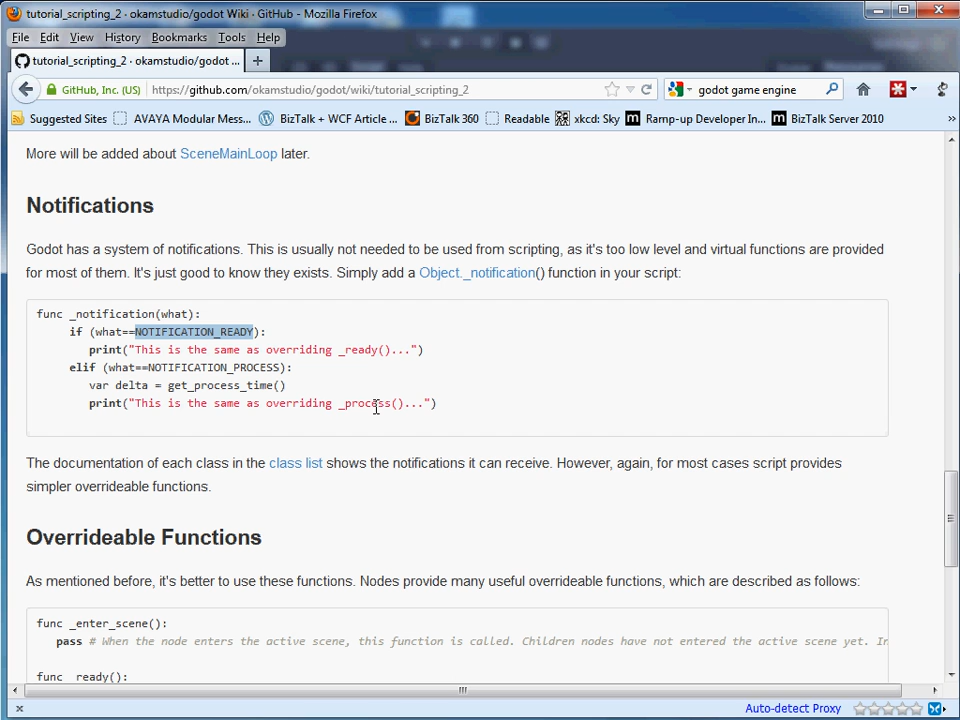 tutorial_scripting_2 · okamstudio/godot Wiki · GitHub - Mozilla Firefox
File Edit View History Bookmarks Tools Help
tutorial_scripting_2 · okamstudio/godot ...
GitHub, Inc. (US) https://github.com/okamstudio/godot/wiki/tutorial_scripting_2 godot game engine
Suggested Sites AVAYA Modular Mess... BizTalk + WCF Article ... BizTalk 360 Readable xkcd: Sky Ramp-up Developer In... BizTalk Server 2010 »
More will be added about SceneMainLoop later.
Notifications
Godot has a system of notifications. This is usually not needed to be used from scripting, as it's too low level and virtual functions are provided
for most of them. It's just good to know they exists. Simply add a Object._notification() function in your script:
func _notification(what):
if (what==NOTIFICATION_READY):
print("This is the same as overriding _ready()...")
elif (what==NOTIFICATION_PROCESS):
var delta = get_process_time()
print("This is the same as overriding _process()...")
The documentation of each class in the class list shows the notifications it can receive. However, again, for most cases script provides
simpler overrideable functions.
Overrideable Functions
As mentioned before, it's better to use these functions. Nodes provide many useful overrideable functions, which are described as follows:
func _enter_scene():
pass # When the node enters the active scene, this function is called. Children nodes have not entered the active scene yet. In
func _ready():
Auto-detect Proxy